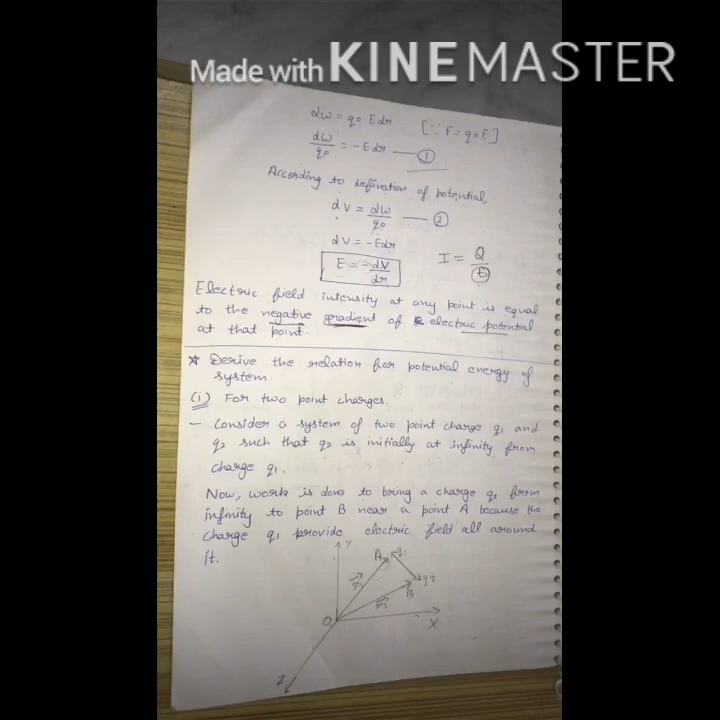 Made with KINEMASTER
dW = q₀ Edr [∵ F = q₀E]
dW/q₀ = -Edr —— ①
According to defination of potential,
dV = dW/q₀ —— ②
dV = -Edr
E = -dV/dr I = Q/t
Electric field intensity at any point is equal
to the negative gradient of electric potential
at that point.
* Derive the relation for potential energy of
system.
(i) For two point charges.
- Consider a system of two point charge q₁ and
q₂ such that q₂ is initially at infinity from
charge q₁.
Now, work is done to bring a charge q₂ from
infinity to point B near a point A because the
charge q₁ provide electric field all around
it.
Y
A q₁
r₁ q₂
r₂ B
O
X
Z